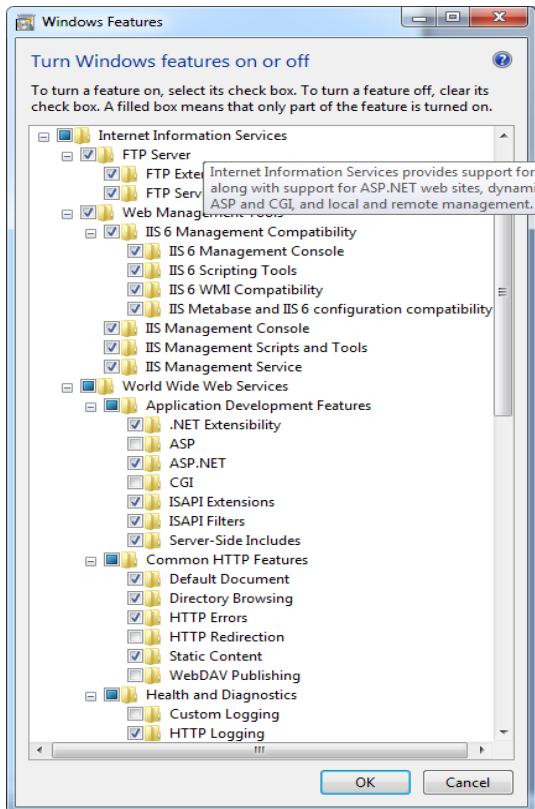 Windows Features
Turn Windows features on or off
To turn a feature on, select its check box. To turn a feature off, clear its
check box. A filled box means that only part of the feature is turned on.
Internet Information Services
FTP Server
FTP Exte
Internet Information Services provides support for
FTP Serv
along with support for ASP.NET web sites, dynami
ASP and CGI, and local and remote management.
Web Management Tools
IIS 6 Management Compatibility
IIS 6 Management Console
IIS 6 Scripting Tools
IIS 6 WMI Compatibility
IIS Metabase and IIS 6 configuration compatibility
IIS Management Console
IIS Management Scripts and Tools
IIS Management Service
World Wide Web Services
Application Development Features
.NET Extensibility
ASP
ASP.NET
CGI
ISAPI Extensions
ISAPI Filters
Server-Side Includes
Common HTTP Features
Default Document
Directory Browsing
HTTP Errors
HTTP Redirection
Static Content
WebDAV Publishing
Health and Diagnostics
Custom Logging
HTTP Logging
OK
Cancel